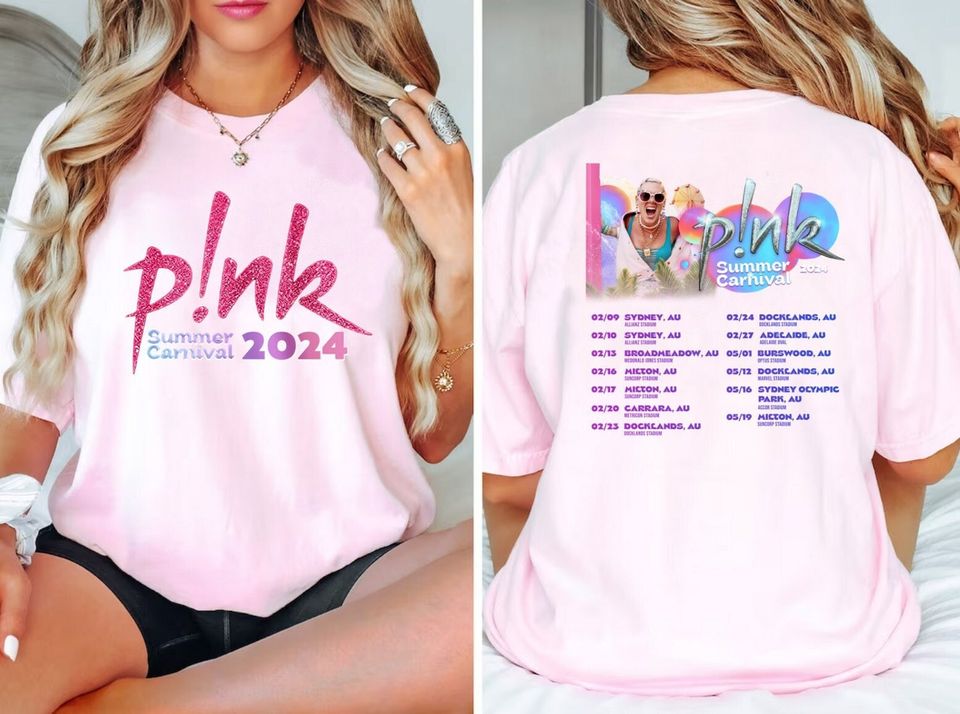 p!nk
Summer
Carnival 2024
p!nk
Summer
Carnival 2024
02/09 SYDNEY, AU
ALLIANZ STADIUM
02/10 SYDNEY, AU
ALLIANZ STADIUM
02/13 BROADMEADOW, AU
MCDONALD JONES STADIUM
02/16 MILTON, AU
SUNCORP STADIUM
02/17 MILTON, AU
SUNCORP STADIUM
02/20 CARRARA, AU
METRICON STADIUM
02/23 DOCKLANDS, AU
DOCKLANDS STADIUM
02/24 DOCKLANDS, AU
DOCKLANDS STADIUM
02/27 ADELAIDE, AU
ADELAIDE OVAL
05/01 BURSWOOD, AU
OPTUS STADIUM
05/12 DOCKLANDS, AU
MARVEL STADIUM
05/16 SYDNEY OLYMPIC
PARK, AU
ACCOR STADIUM
05/19 MILTON, AU
SUNCORP STADIUM